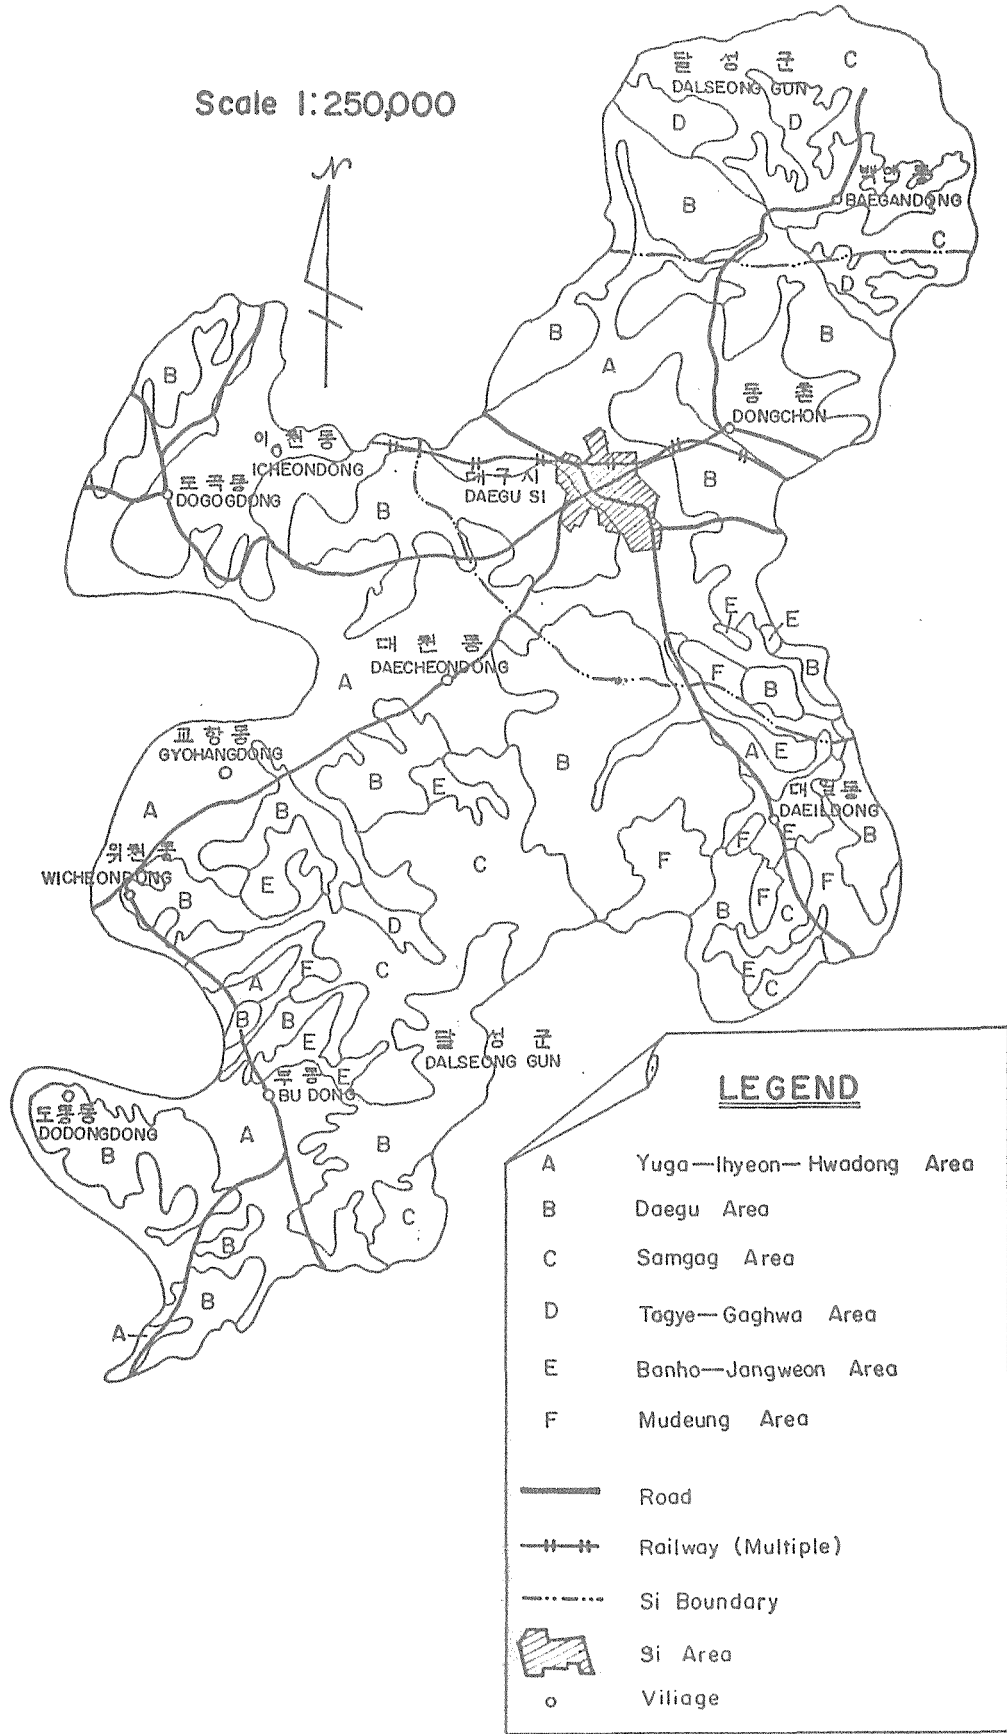 Scale 1:250,000
N
달성군 C
DALSEONG GUN
D
D
백안동
BAEGANDONG
B
C
D
B
B
A
B
동촌
DONGCHON
이천동
ICHEONDONG
대구시
DAEGU SI
B
도곡동
DOGOGDONG
B
E
E
대천동
DAECHEONDONG
A
F
B
B
교항동
GYOHANGDONG
A
E
B
E
B
대일동
DAEILDONG
A
B
F
E
B
위천동
WICHEONDONG
E
C
F
B
F
F
B
C
D
E
C
A
F
C
B
B
E
달성군
DALSEONG GUN
부동
BU DONG
E
도동동
DODONGDONG
B
A
B
C
B
B
A
LEGEND
A Yuga—Ihyeon—Hwadong Area
B Daegu Area
C Samgag Area
D Togye—Gaghwa Area
E Banho—Jangweon Area
F Mudeung Area
Road
Railway (Multiple)
Si Boundary
Si Area
Viliage